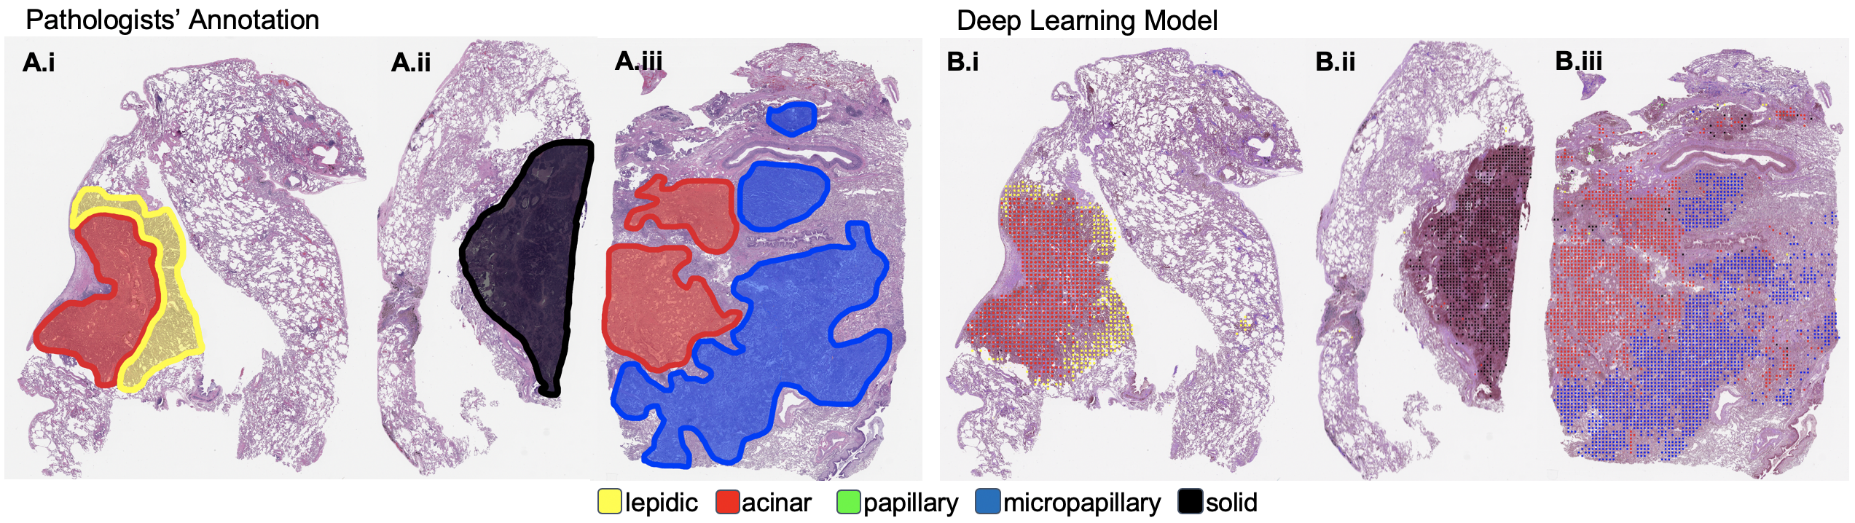 Pathologists’ Annotation
Deep Learning Model
A.i
A.ii
A.iii
B.i
B.ii
B.iii
lepidic
acinar
papillary
micropapillary
solid